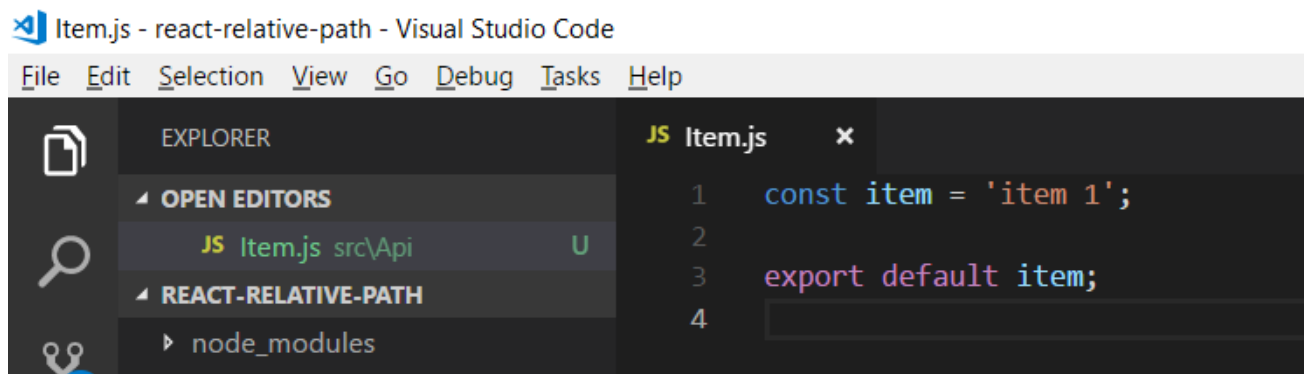 Item.js - react-relative-path - Visual Studio Code
File Edit Selection View Go Debug Tasks Help
EXPLORER
OPEN EDITORS
JS Item.js src\Api U
REACT-RELATIVE-PATH
node_modules
JS Item.js ×
1 const item = 'item 1';
2
3 export default item;
4